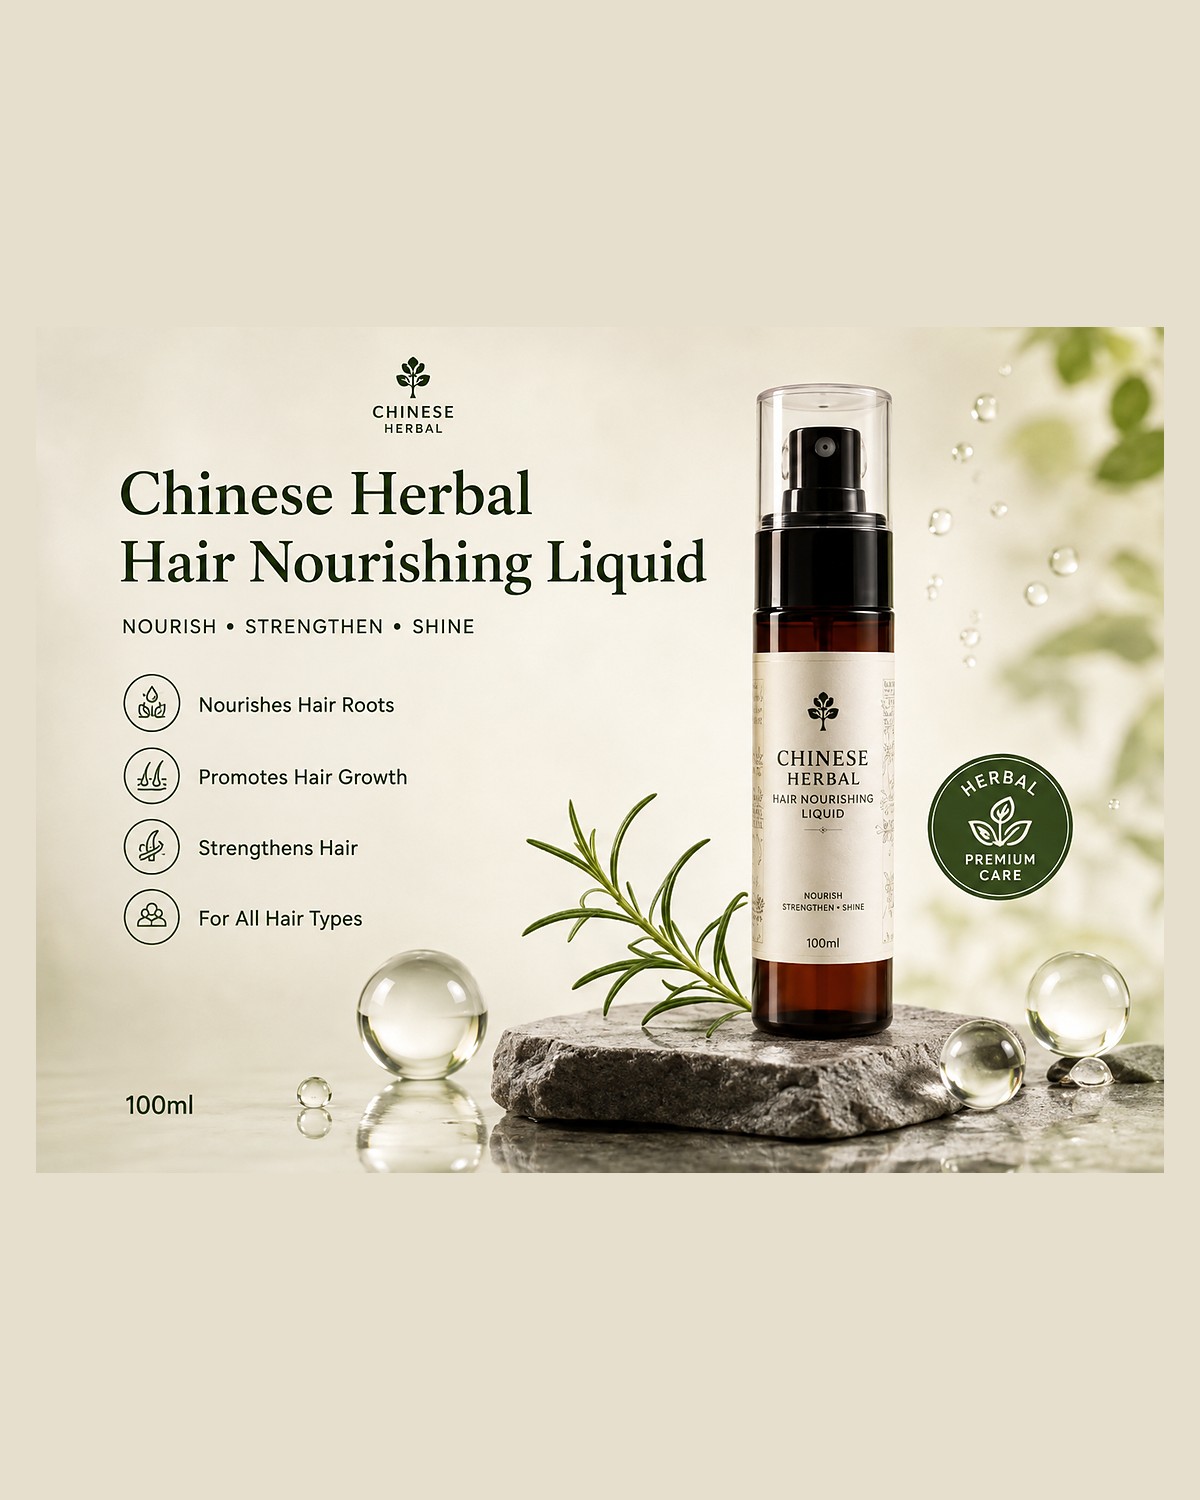 CHINESE
HERBAL
Chinese Herbal
Hair Nourishing Liquid
NOURISH • STRENGTHEN • SHINE
Nourishes Hair Roots
Promotes Hair Growth
Strengthens Hair
For All Hair Types
100ml
CHINESE
HERBAL
HAIR NOURISHING
LIQUID
NOURISH
STRENGTHEN • SHINE
100ml
HERBAL
PREMIUM
CARE